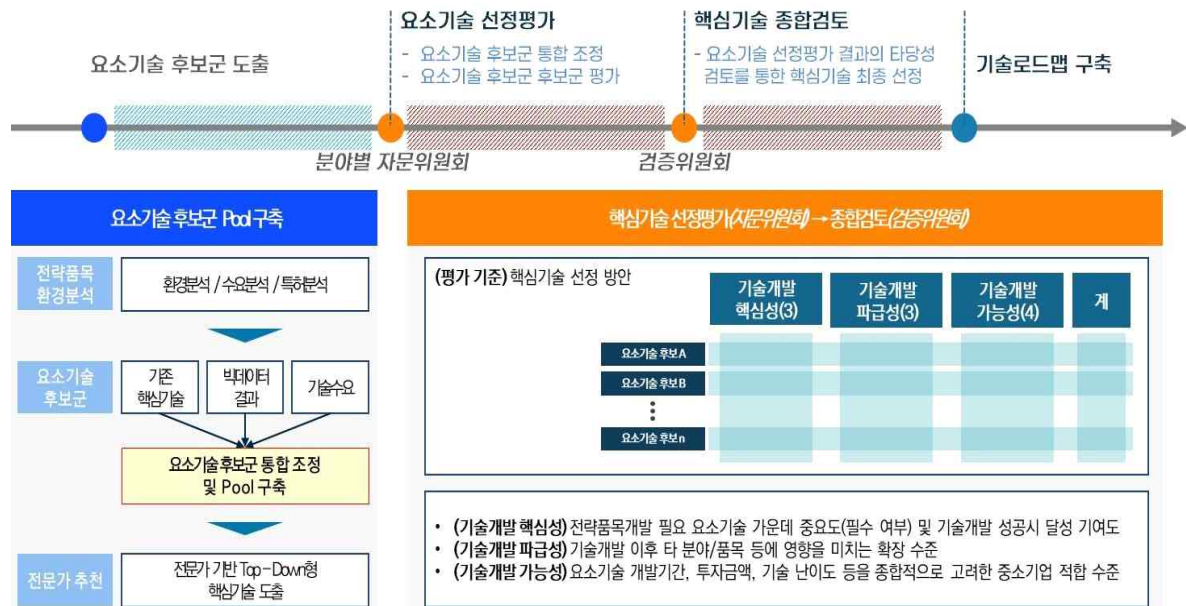 요소기술 후보군 도출
요소기술 선정평가
- 요소기술 후보군 통합 조정
- 요소기술 후보군 후보군 평가
핵심기술 종합검토
- 요소기술 선정평가 결과의 타당성
검토를 통한 핵심기술 최종 선정
기술로드맵 구축
분야별 자문위원회
검증위원회
요소기술 후보군 Pool 구축
전략품목
환경분석
환경분석 / 수요분석 / 특허분석
요소기술
후보군
기존
핵심기술
빅데이터
결과
기술수요
요소기술후보군 통합 조정
및 Pool 구축
전문가 추천
전문가 기반 Top-Down형
핵심기술 도출
핵심기술 선정평가(자문위원회) → 종합검토(검증위원회)
(평가 기준) 핵심기술 선정 방안
기술개발
핵심성(3)
기술개발
파급성(3)
기술개발
가능성(4)
계
요소기술 후보 A
요소기술 후보 B
⋮
요소기술 후보 n
• (기술개발 핵심성) 전략품목개발 필요 요소기술 가운데 중요도(필수 여부) 및 기술개발 성공시 달성 기여도
• (기술개발 파급성) 기술개발 이후 타 분야/품목 등에 영향을 미치는 확장 수준
• (기술개발 가능성) 요소기술 개발기간, 투자금액, 기술 난이도 등을 종합적으로 고려한 중소기업 적합 수준